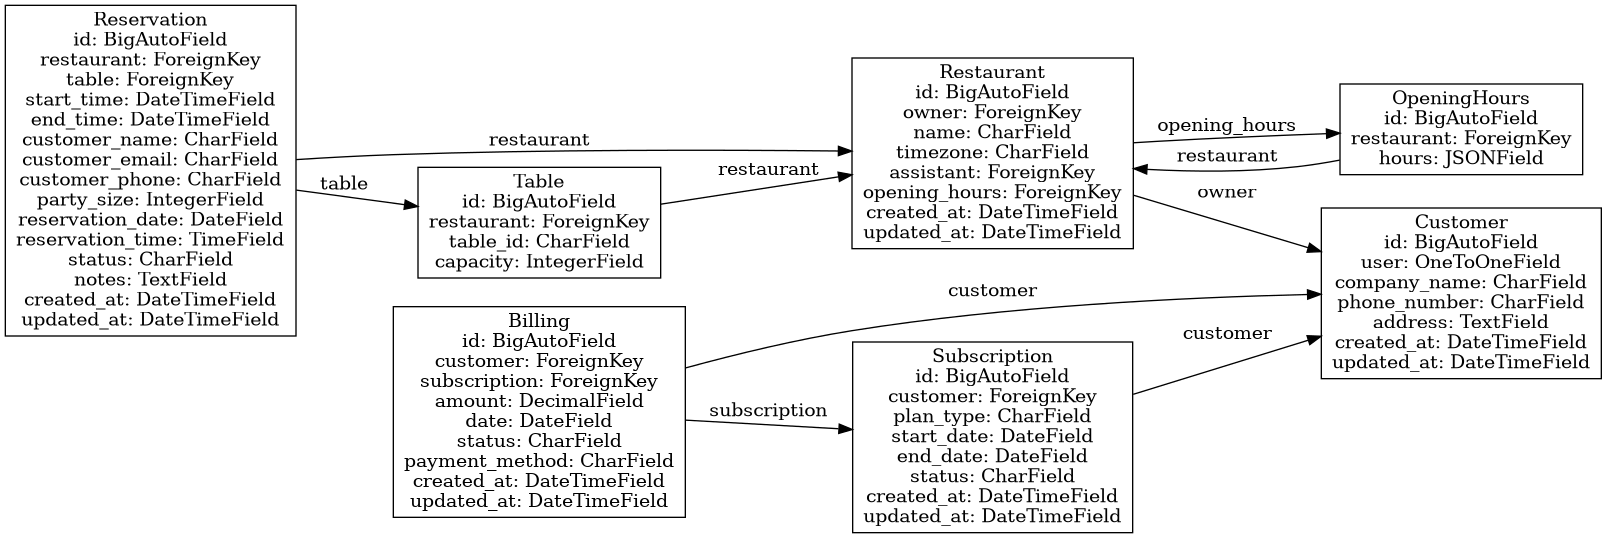 Reservation
id: BigAutoField
restaurant: ForeignKey
table: ForeignKey
start_time: DateTimeField
end_time: DateTimeField
customer_name: CharField
customer_email: CharField
customer_phone: CharField
party_size: IntegerField
reservation_date: DateField
reservation_time: TimeField
status: CharField
notes: TextField
created_at: DateTimeField
updated_at: DateTimeField
restaurant
table
Table
id: BigAutoField
restaurant: ForeignKey
table_id: CharField
capacity: IntegerField
restaurant
Restaurant
id: BigAutoField
owner: ForeignKey
name: CharField
timezone: CharField
assistant: ForeignKey
opening_hours: ForeignKey
created_at: DateTimeField
updated_at: DateTimeField
opening_hours
restaurant
owner
OpeningHours
id: BigAutoField
restaurant: ForeignKey
hours: JSONField
Customer
id: BigAutoField
user: OneToOneField
company_name: CharField
phone_number: CharField
address: TextField
created_at: DateTimeField
updated_at: DateTimeField
Billing
id: BigAutoField
customer: ForeignKey
subscription: ForeignKey
amount: DecimalField
date: DateField
status: CharField
payment_method: CharField
created_at: DateTimeField
updated_at: DateTimeField
customer
subscription
Subscription
id: BigAutoField
customer: ForeignKey
plan_type: CharField
start_date: DateField
end_date: DateField
status: CharField
created_at: DateTimeField
updated_at: DateTimeField
customer